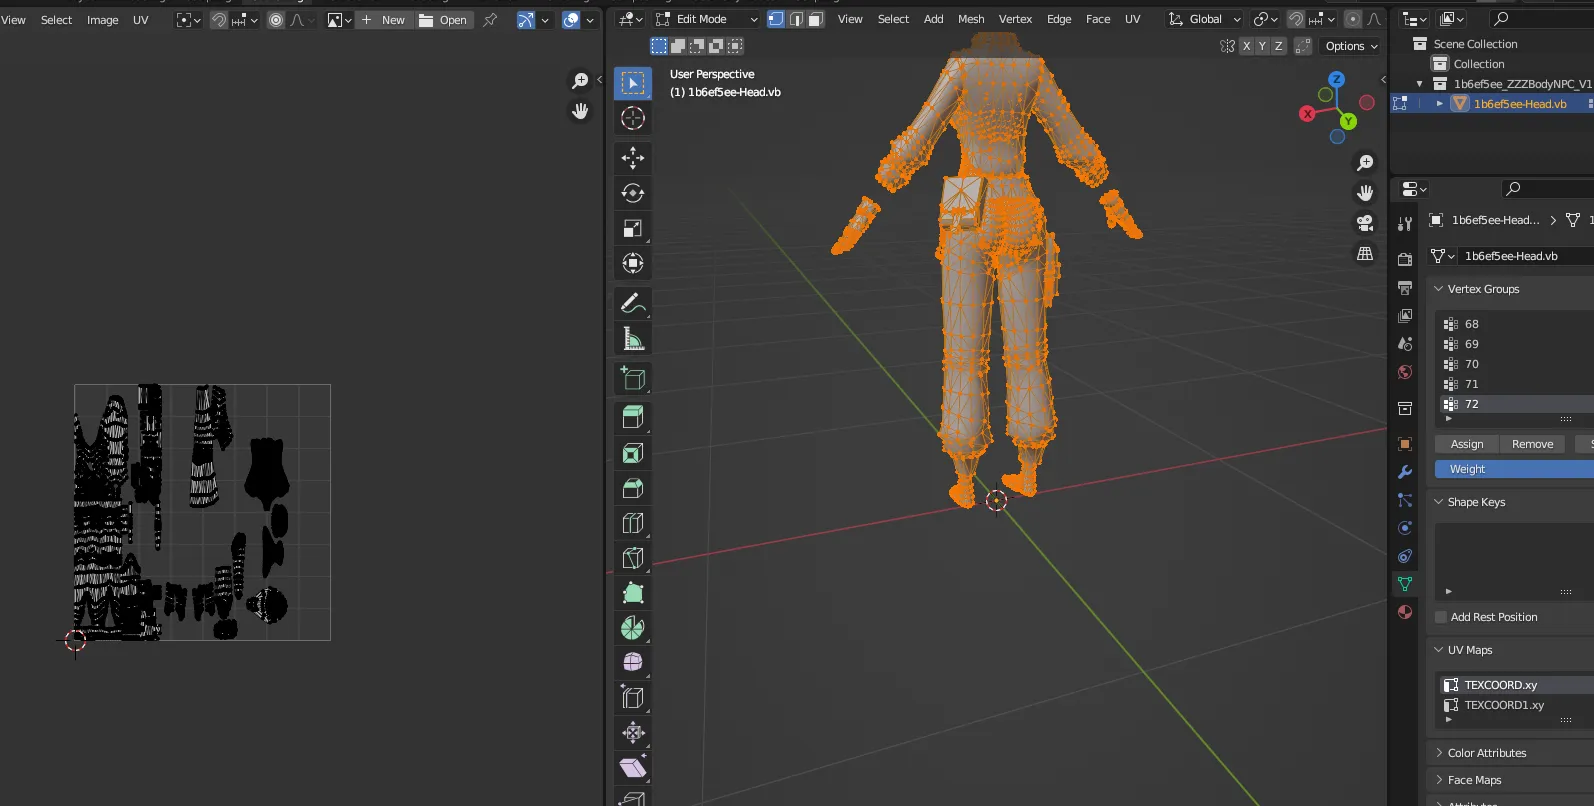 View Select Image UV New Open
Edit Mode View Select Add Mesh Vertex Edge Face UV Global
X Y Z Options
User Perspective
(1) 1b6ef5ee-Head.vb
Z
X
Y
Scene Collection
Collection
1b6ef5ee_ZZZBodyNPC_V1
1b6ef5ee-Head.vb
1b6ef5ee-Head...
1b6ef5ee-Head.vb
Vertex Groups
68
69
70
71
72
Assign Remove S
Weight
Shape Keys
Add Rest Position
UV Maps
TEXCOORD.xy
TEXCOORD1.xy
Color Attributes
Face Maps